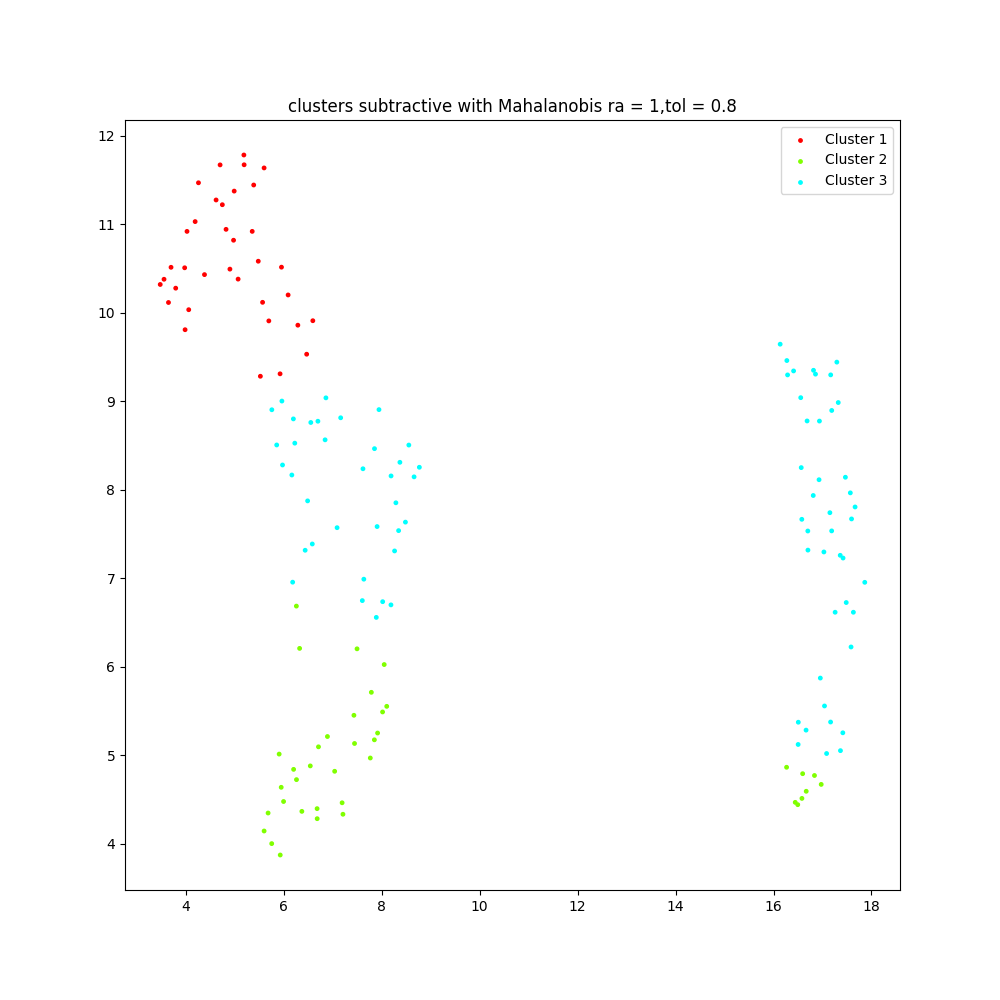 clusters subtractive with Mahalanobis ra = 1,tol = 0.8
Cluster 1
Cluster 2
Cluster 3
12
11
10
9
8
7
6
5
4
4 6 8 10 12 14 16 18